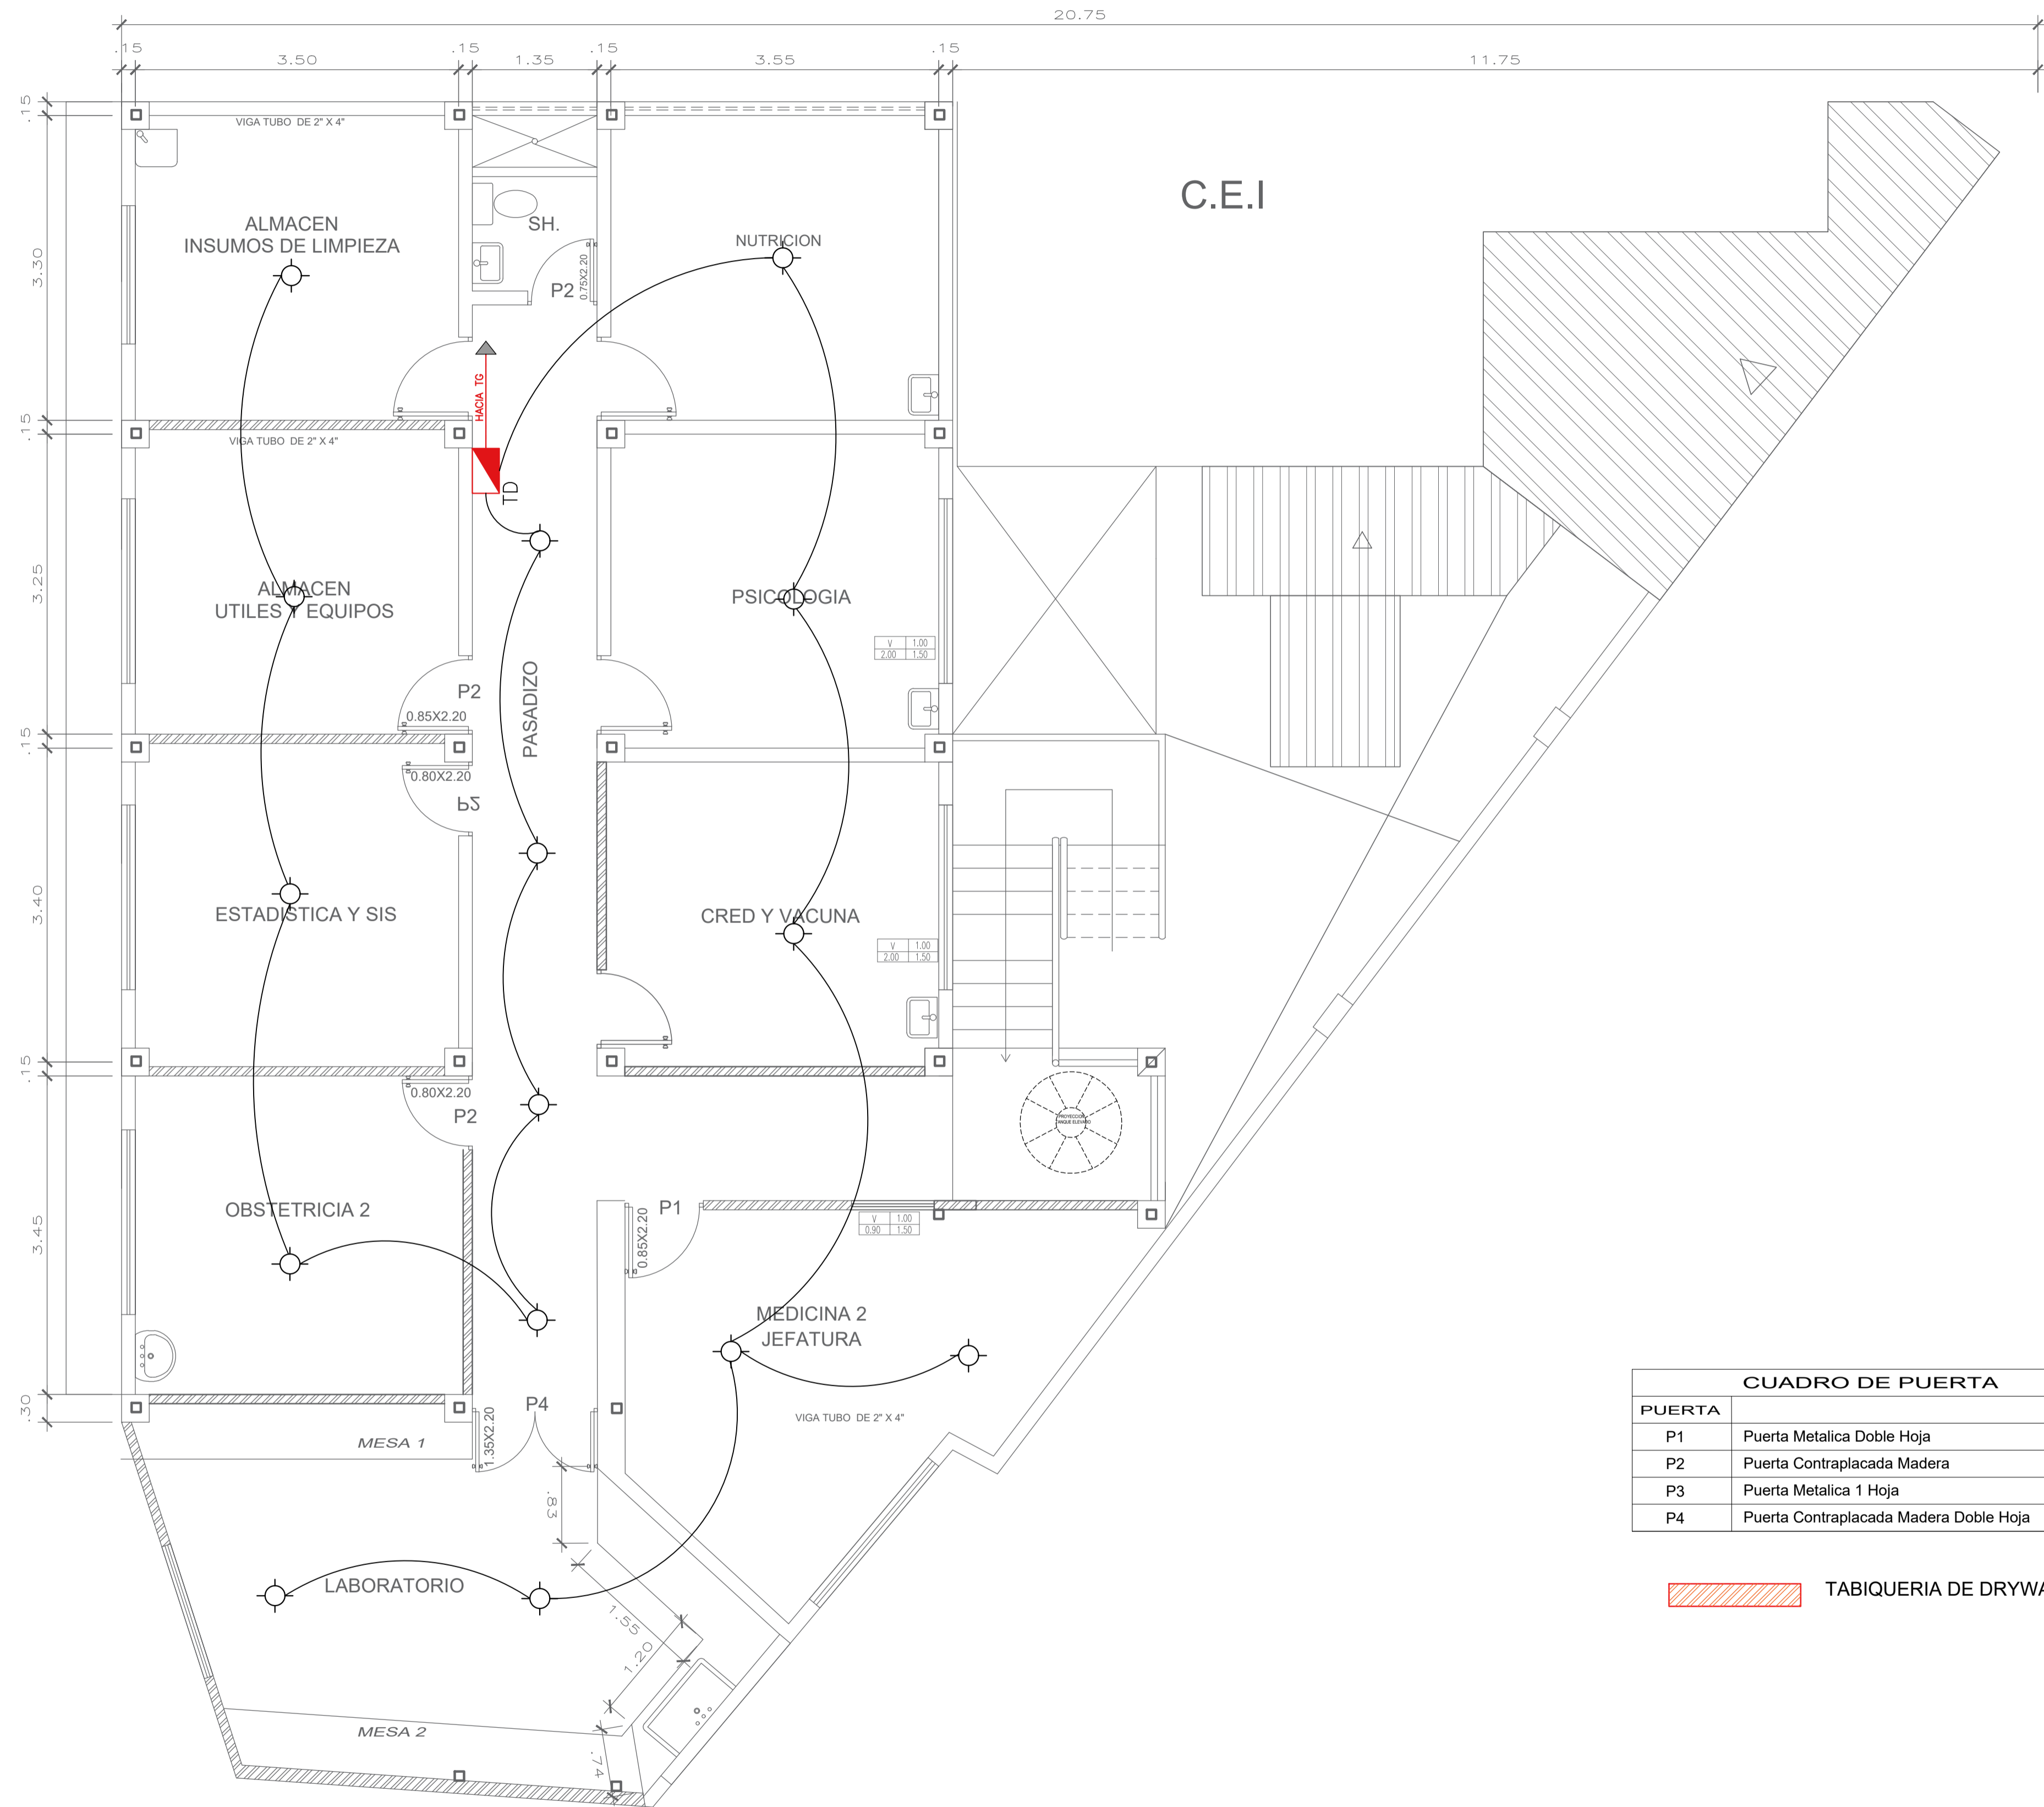 20.75
.15
3.50
.15
1.35
.15
3.55
.15
11.75
.15
3.30
.15
3.25
.15
3.40
.15
3.45
.30
VIGA TUBO DE 2" X 4"
ALMACEN
INSUMOS DE LIMPIEZA
SH.
P2
0.75X2.20
NUTRICION
C.E.I
HACIA TG
TD
VIGA TUBO DE 2" X 4"
ALMACEN
UTILES Y EQUIPOS
P2
0.85X2.20
PASADIZO
PSICOLOGIA
V 1.00
2.00 1.50
0.80X2.20
P2
ESTADISTICA Y SIS
CRED Y VACUNA
V 1.00
2.00 1.50
0.80X2.20
P2
PROYECCION
TANQUE ELEVADO
OBSTETRICIA 2
P1
0.85X2.20
V 1.00
0.90 1.50
MEDICINA 2
JEFATURA
VIGA TUBO DE 2" X 4"
P4
1.35X2.20
MESA 1
.83
1.55
1.20
LABORATORIO
MESA 2
.74
CUADRO DE PUERTA
PUERTA
P1 Puerta Metalica Doble Hoja
P2 Puerta Contraplacada Madera
P3 Puerta Metalica 1 Hoja
P4 Puerta Contraplacada Madera Doble Hoja
TABIQUERIA DE DRYWA